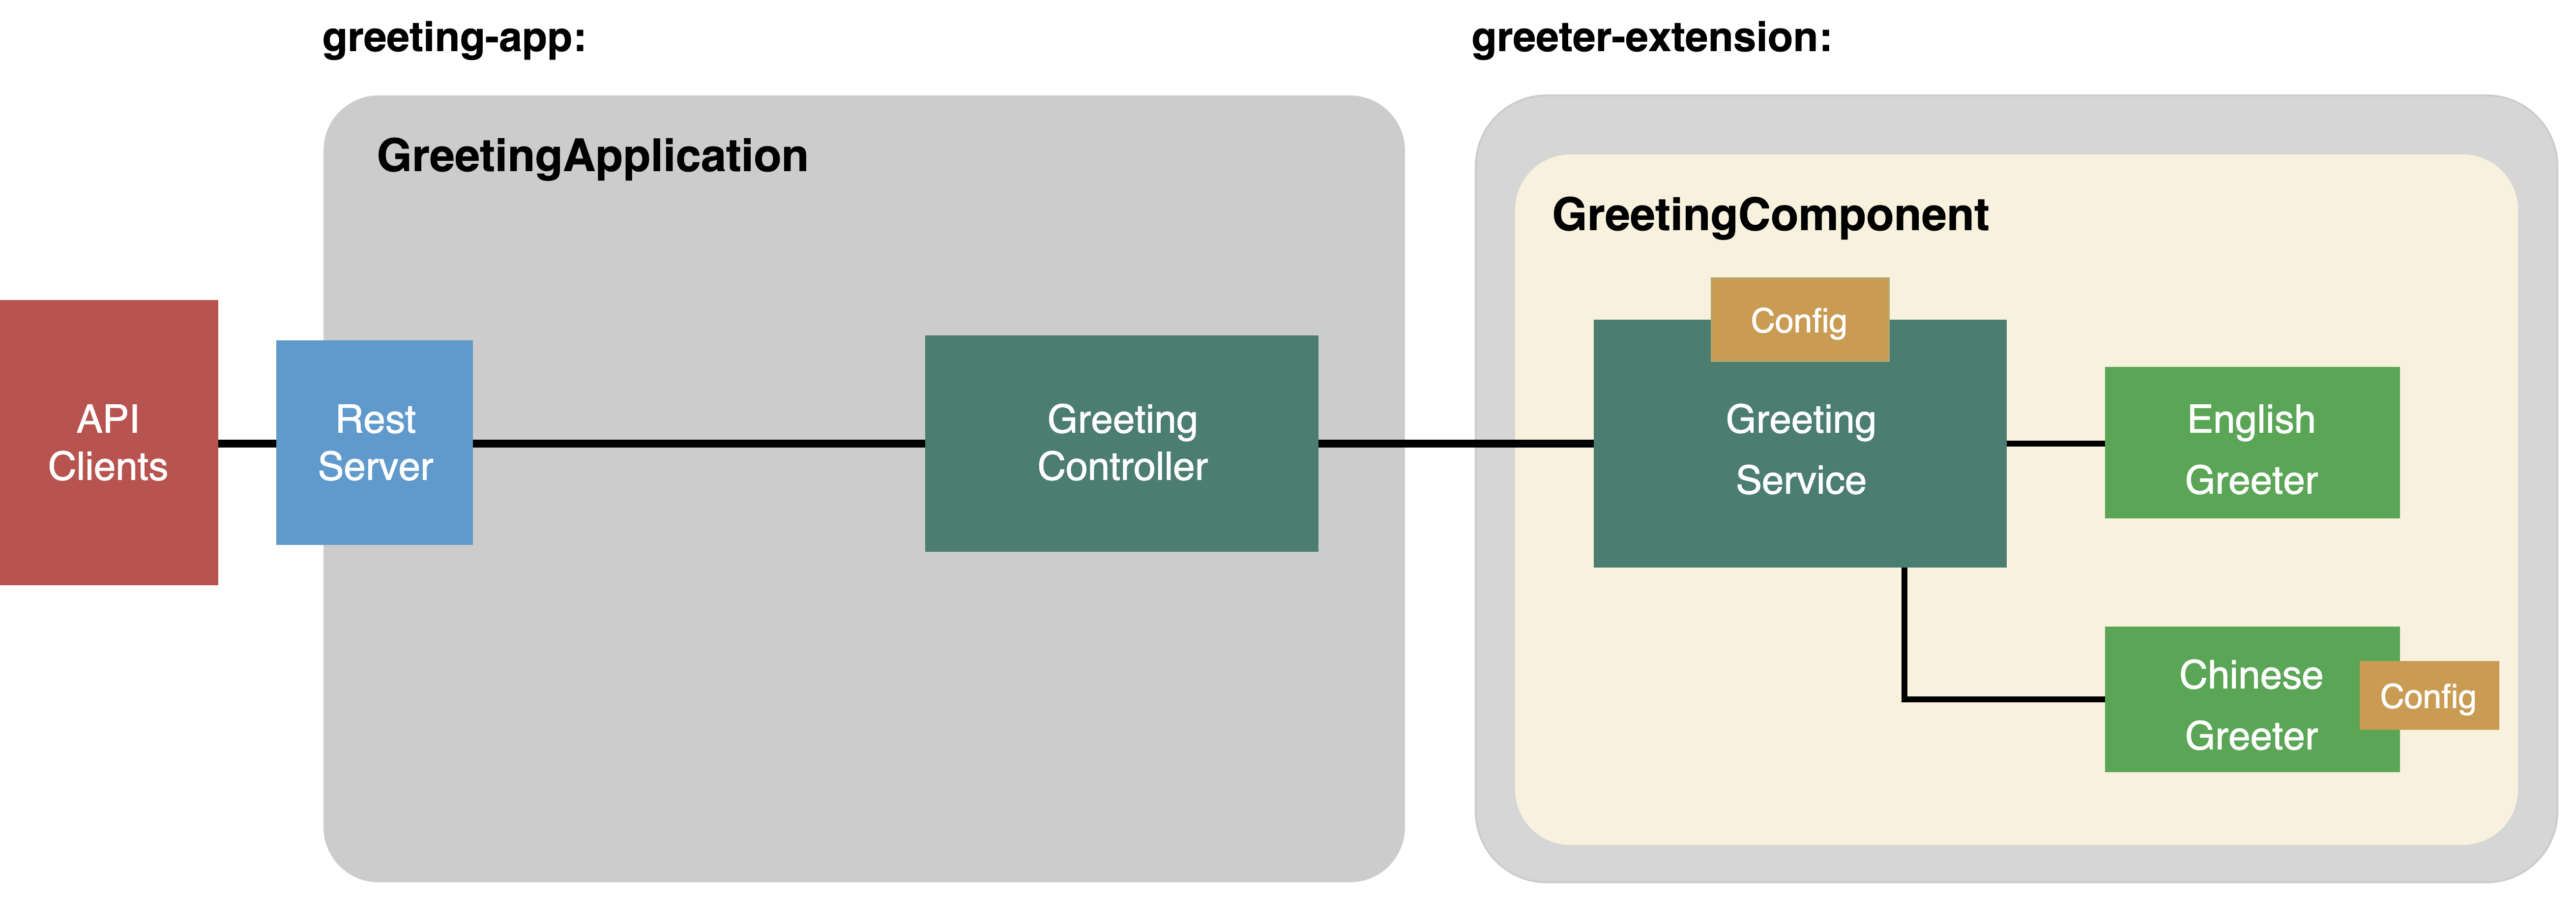 greeting-app:
greeter-extension:
GreetingApplication
GreetingComponent
API
Clients
Rest
Server
Greeting
Controller
Config
Greeting
Service
English
Greeter
Chinese
Greeter
Config